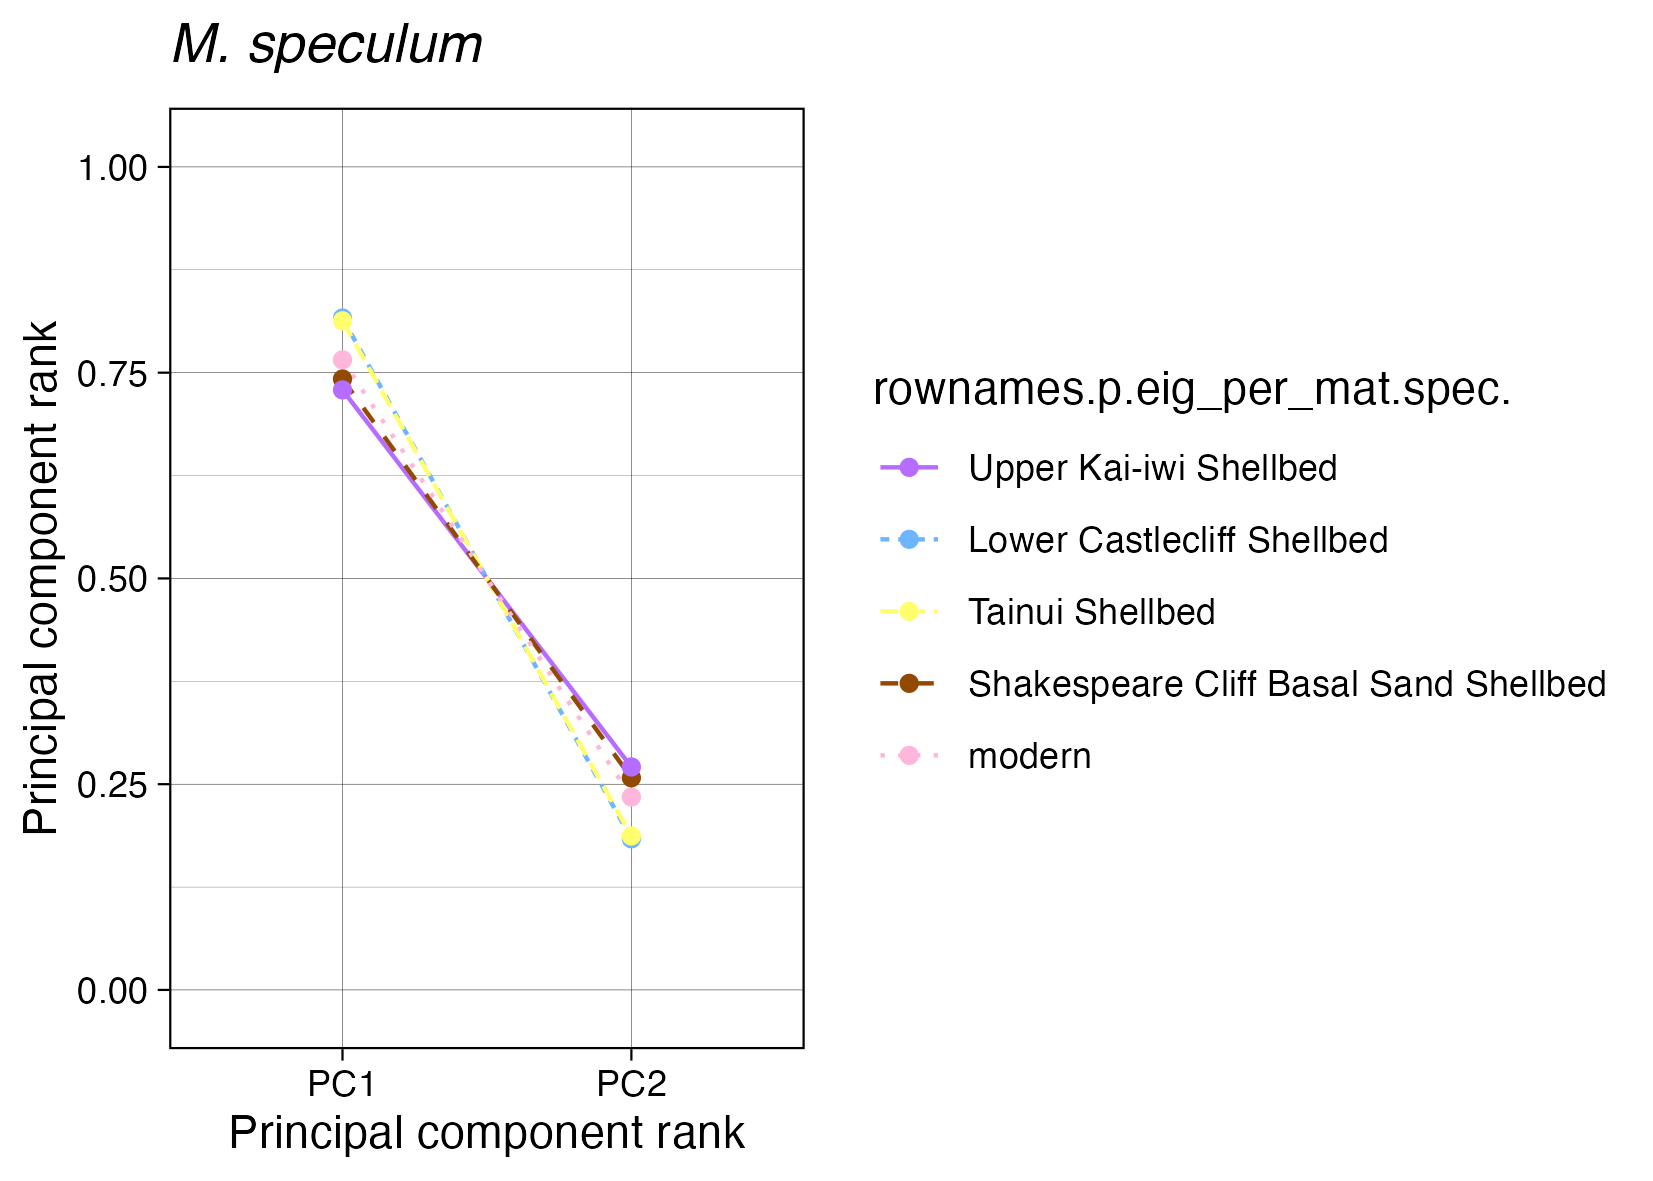 M. speculum
Principal component rank
1.00
0.75
0.50
0.25
0.00
PC1 PC2
Principal component rank
rownames.p.eig_per_mat.spec.
Upper Kai-iwi Shellbed
Lower Castlecliff Shellbed
Tainui Shellbed
Shakespeare Cliff Basal Sand Shellbed
modern